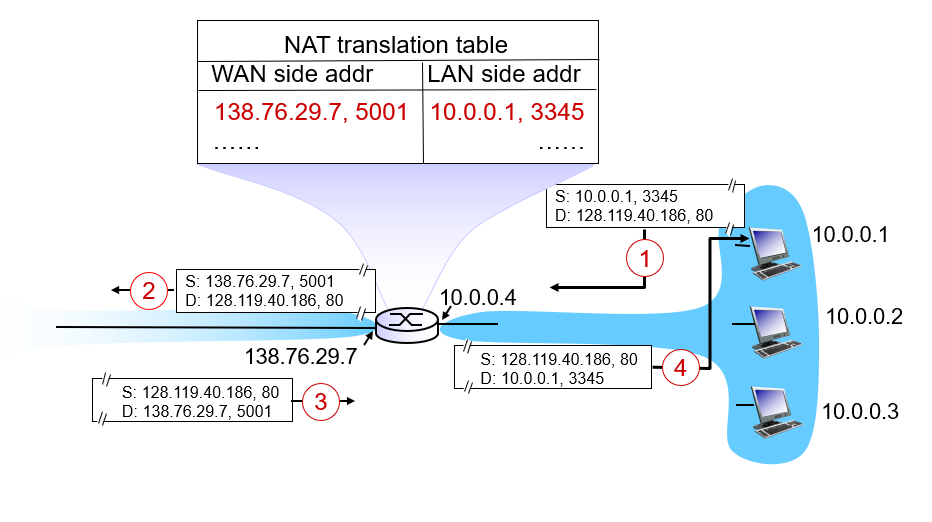 NAT translation table
WAN side addr LAN side addr
138.76.29.7, 5001 10.0.0.1, 3345
...... ......
S: 10.0.0.1, 3345
D: 128.119.40.186, 80
1
10.0.0.1
S: 138.76.29.7, 5001
D: 128.119.40.186, 80
2
10.0.0.4
10.0.0.2
138.76.29.7
S: 128.119.40.186, 80
D: 10.0.0.1, 3345
4
S: 128.119.40.186, 80
D: 138.76.29.7, 5001
3
10.0.0.3